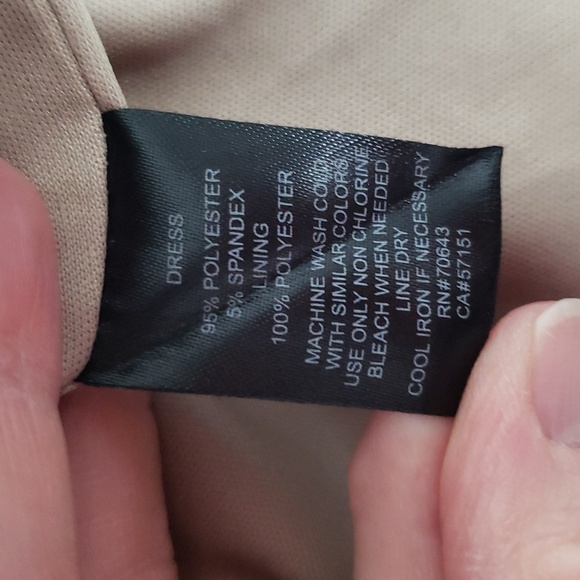 DRESS
95% POLYESTER
5% SPANDEX
LINING
100% POLYESTER
MACHINE WASH COLD
WITH SIMILAR COLORS
USE ONLY NON CHLORINE
BLEACH WHEN NEEDED
LINE DRY
COOL IRON IF NECESSARY
RN#70643
CA#57151